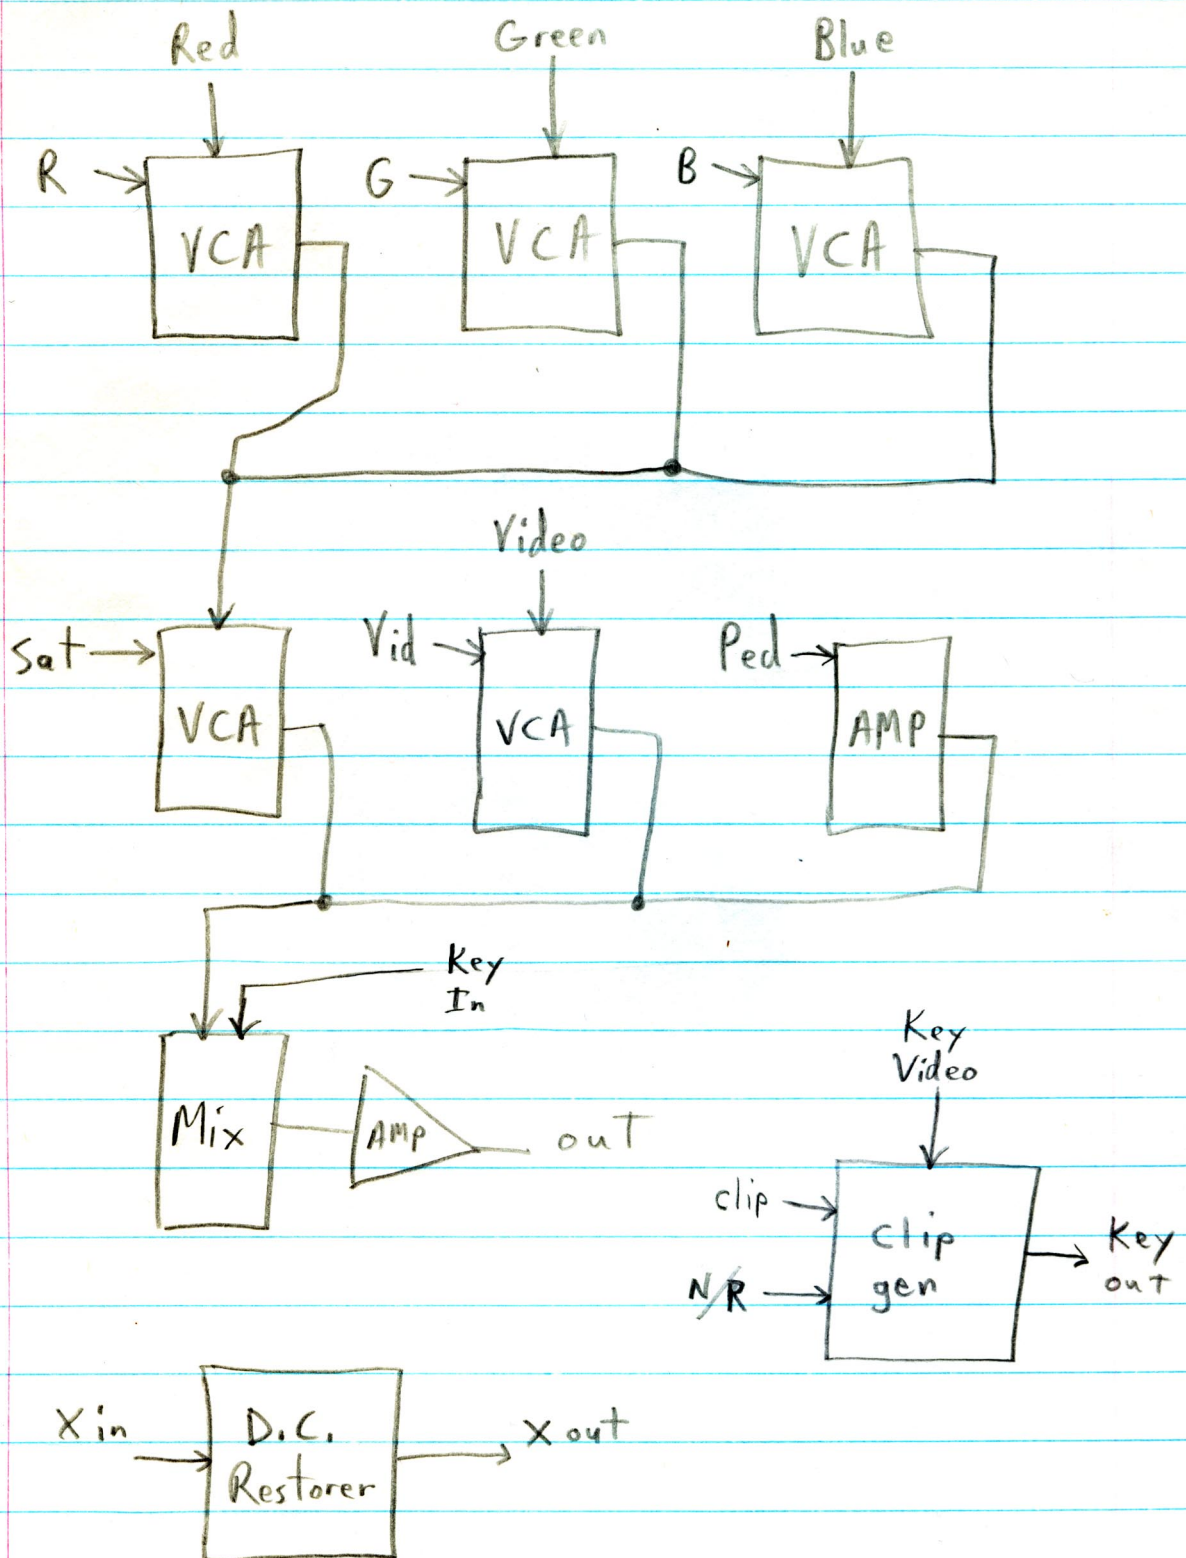 Red
Green
Blue
R
G
B
VCA
VCA
VCA
Video
Sat
Vid
Ped
VCA
VCA
AMP
Key
In
Mix
AMP
out
Key
Video
clip
N/R
Clip
gen
Key
out
X in
D.C.
Restorer
X out